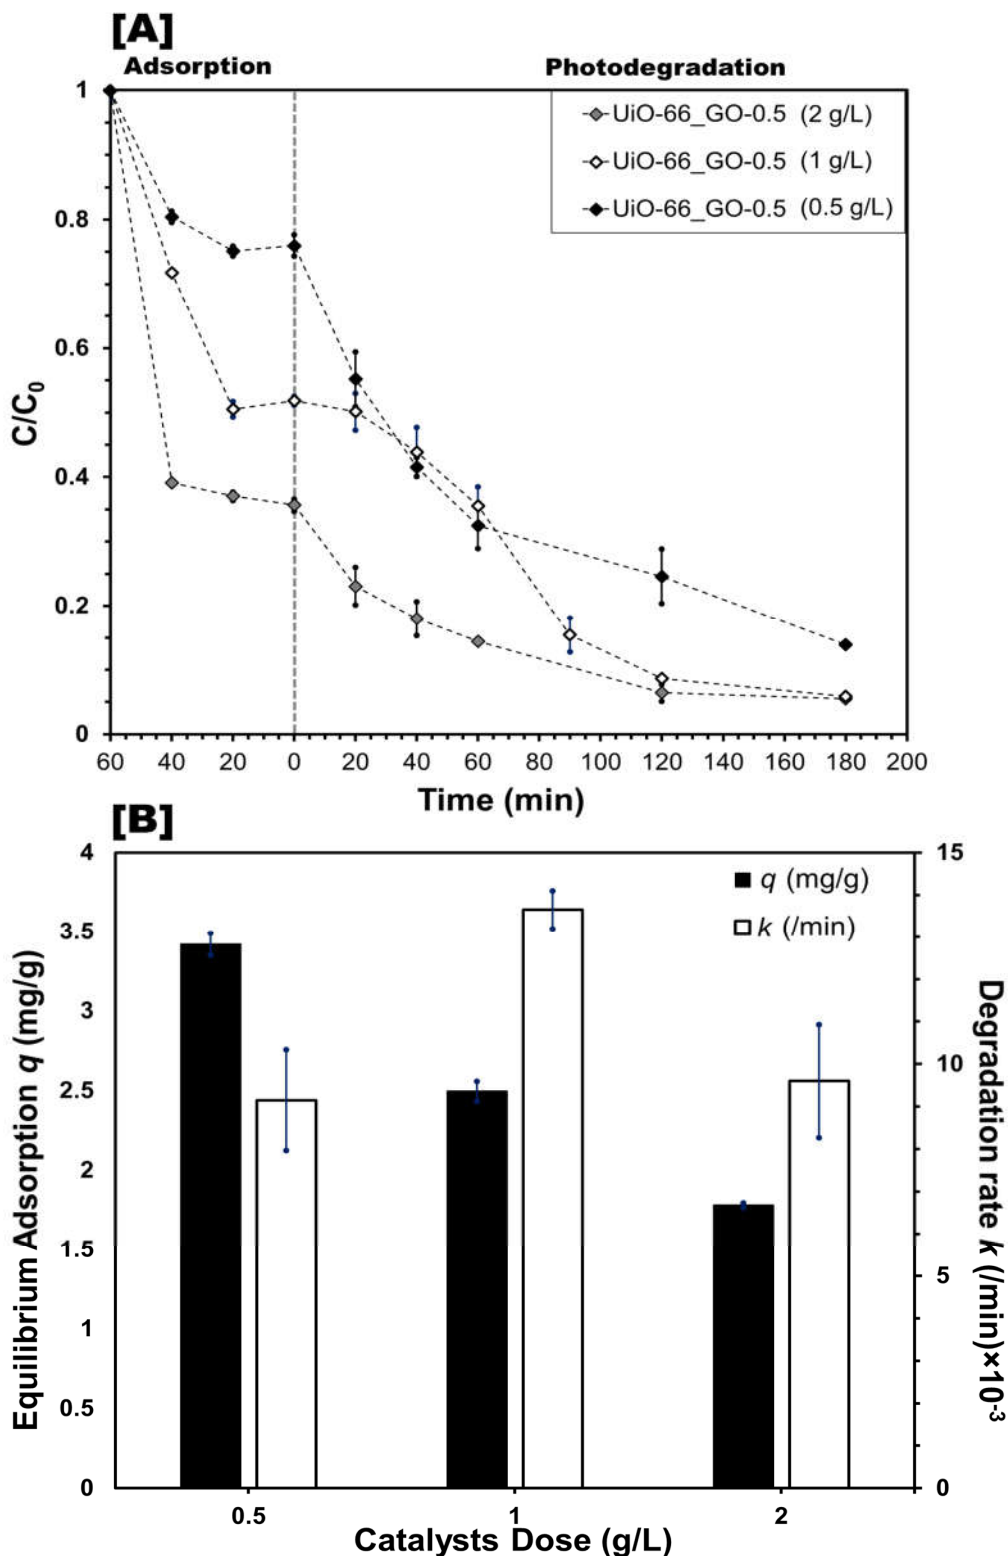 [A]
Adsorption Photodegradation
UiO-66_GO-0.5 (2 g/L)
UiO-66_GO-0.5 (1 g/L)
UiO-66_GO-0.5 (0.5 g/L)
1
0.8
0.6
0.4
0.2
0
C/C0
60 40 20 0 20 40 60 80 100 120 140 160 180 200
Time (min)
[B]
q (mg/g)
k (/min)
4
3.5
3
2.5
2
1.5
1
0.5
0
Equilibrium Adsorption q (mg/g)
15
10
5
0
Degradation rate k (/min)×10-3
0.5 1 2
Catalysts Dose (g/L)